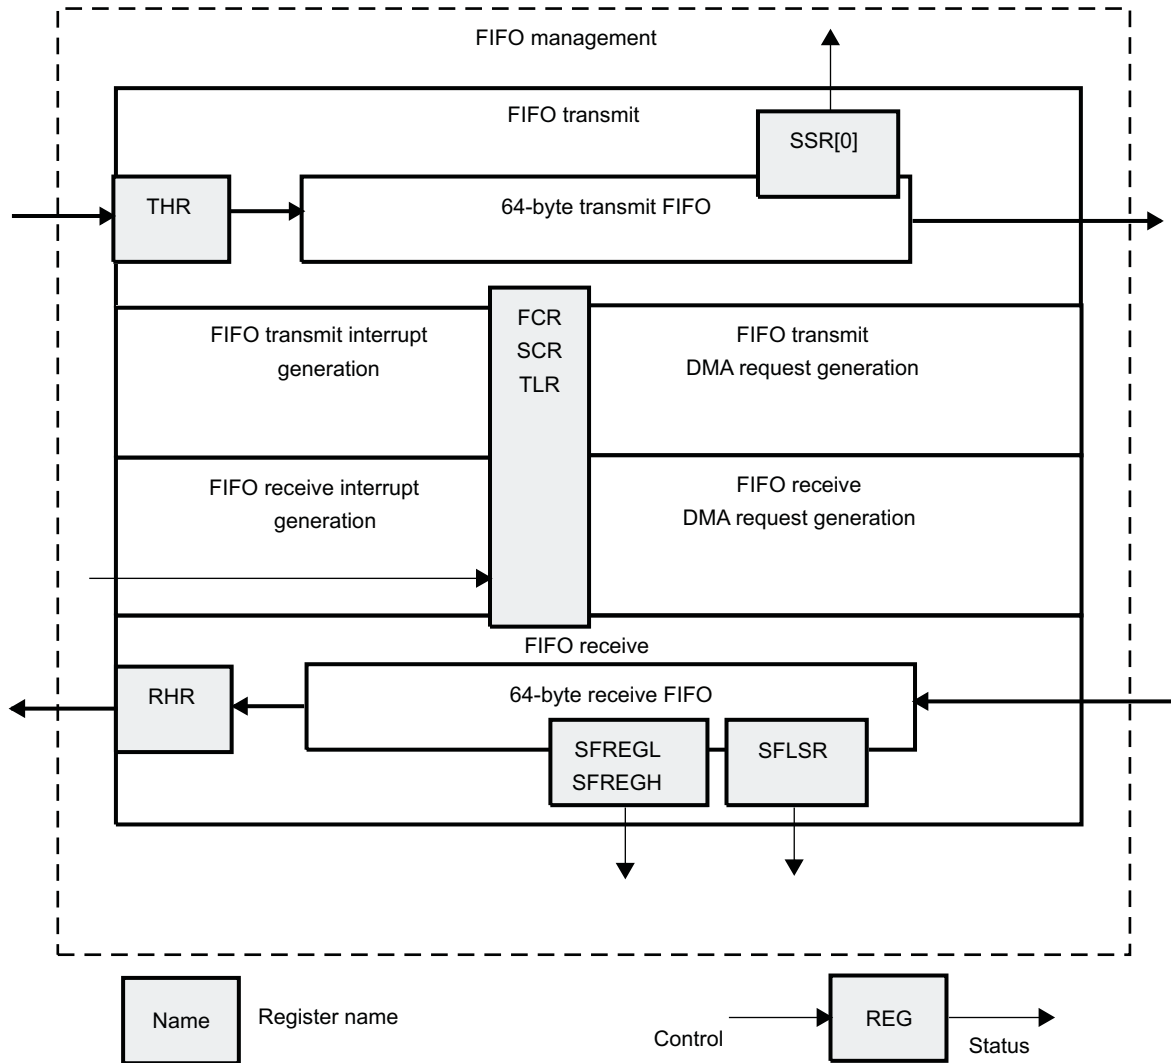 FIFO management
FIFO transmit
SSR[0]
THR
64-byte transmit FIFO
FIFO transmit interrupt
generation
FCR
SCR
TLR
FIFO transmit
DMA request generation
FIFO receive interrupt
generation
FIFO receive
DMA request generation
FIFO receive
RHR
64-byte receive FIFO
SFREGL
SFREGH
SFLSR
Name
Register name
Control
REG
Status